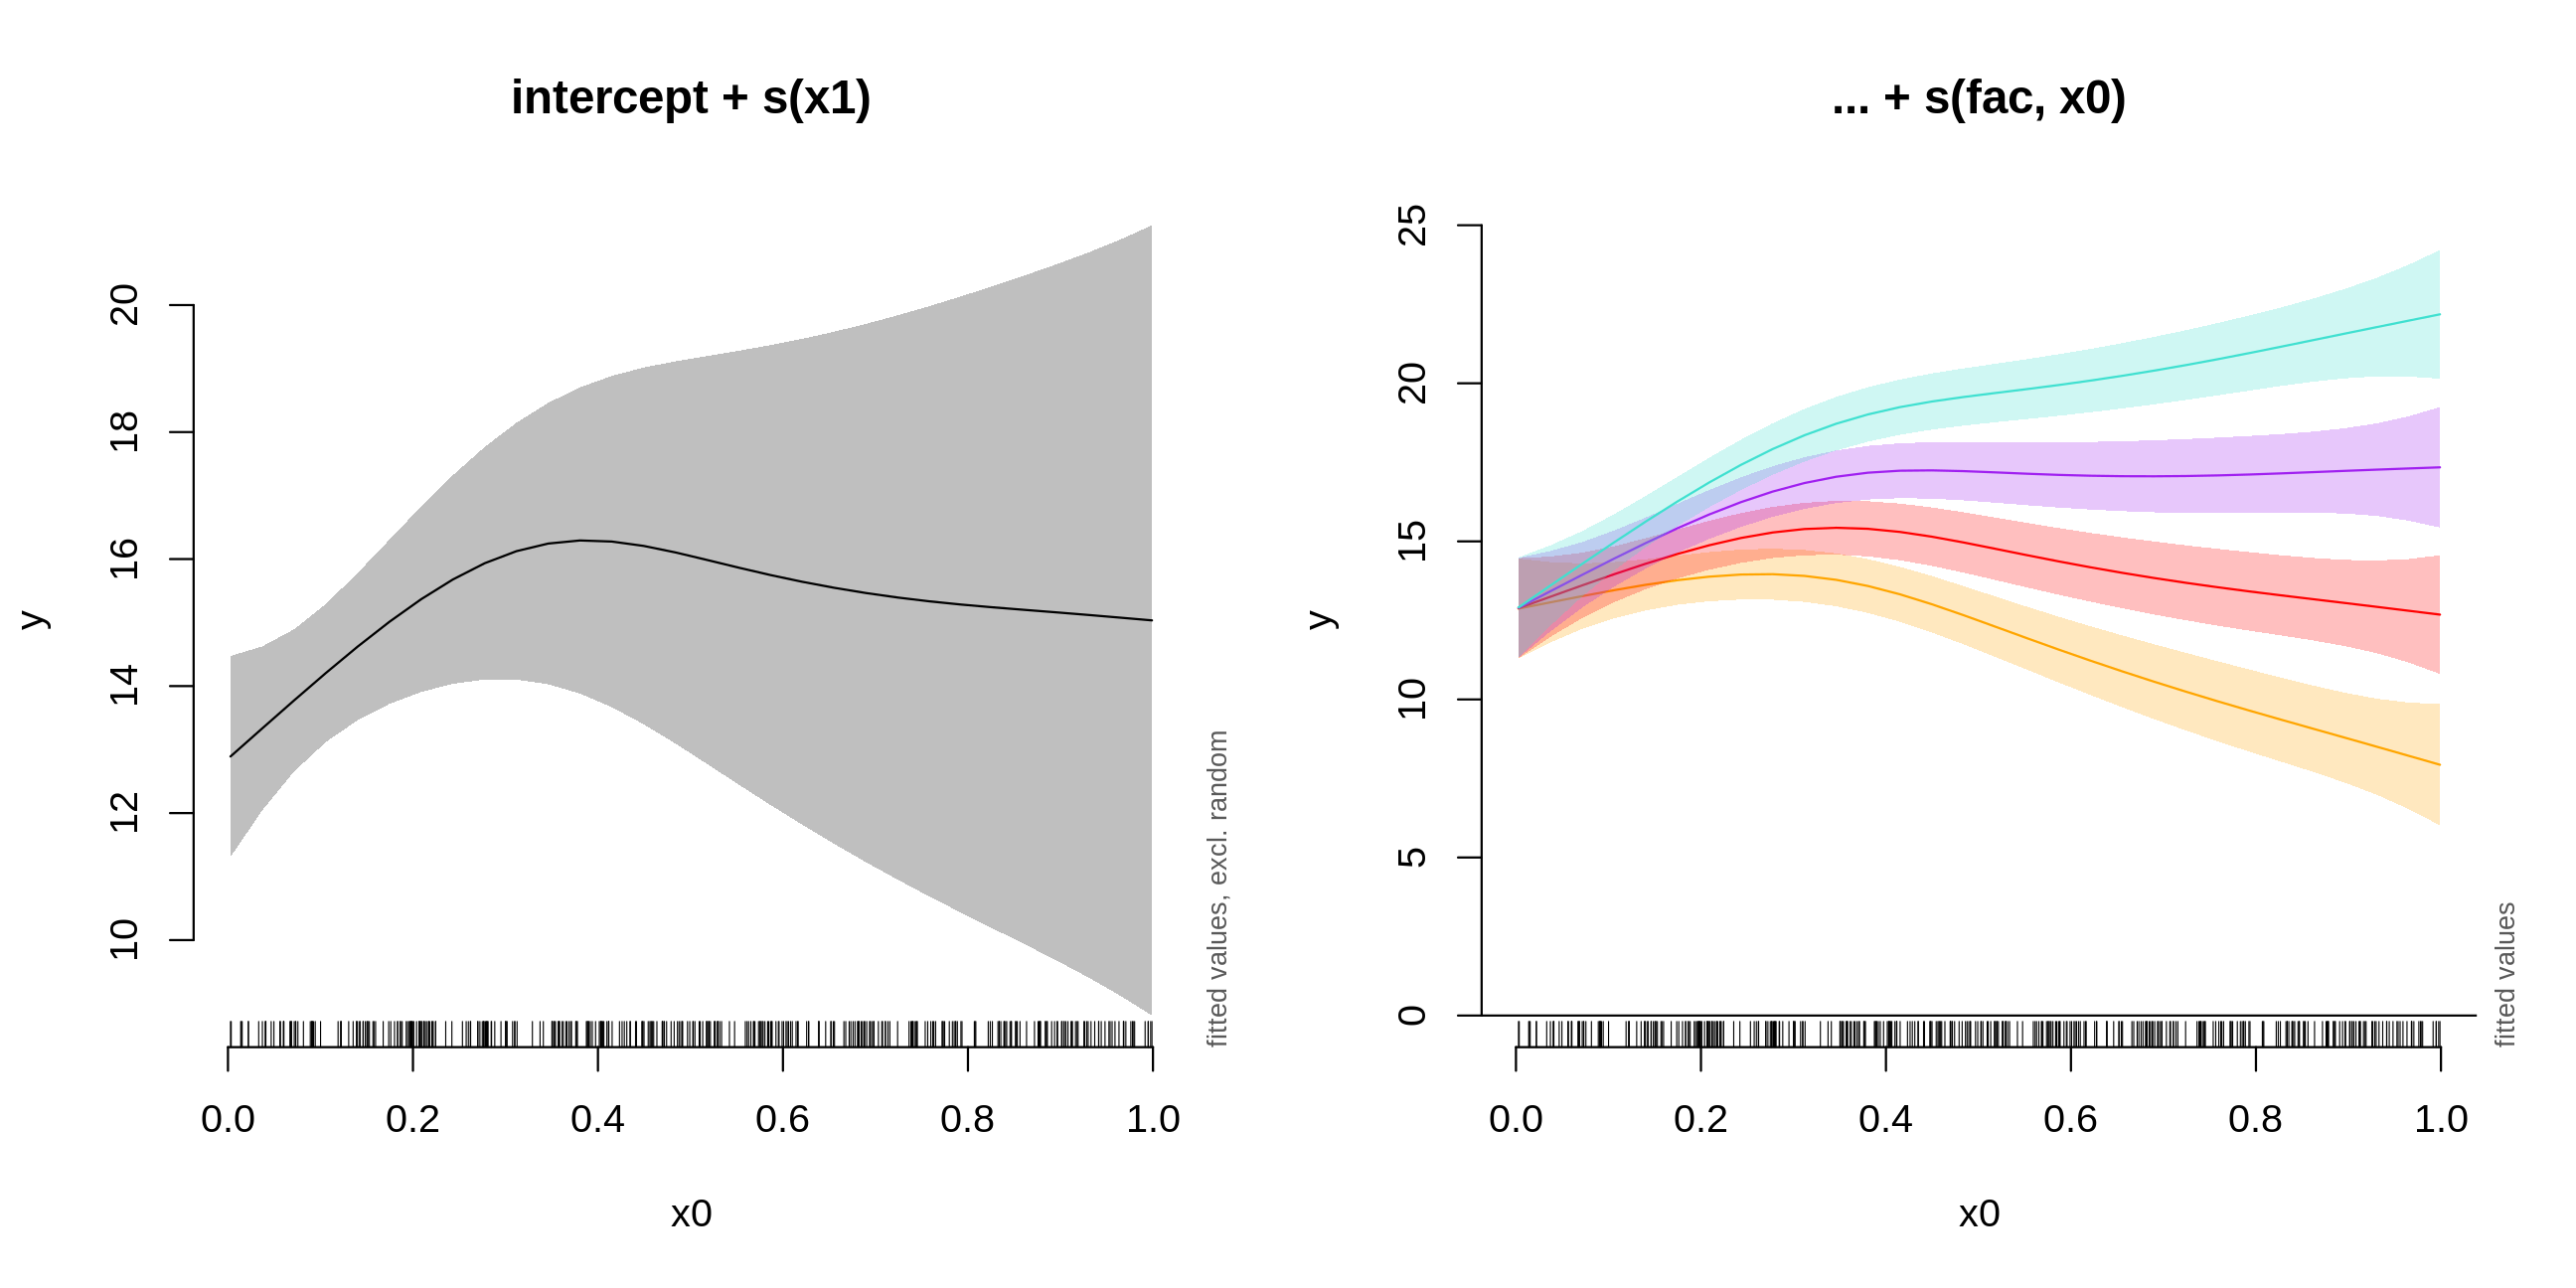 intercept + s(x1)
y
20
18
16
14
12
10
0.0 0.2 0.4 0.6 0.8 1.0
x0
fitted values, excl. random
... + s(fac, x0)
y
25
20
15
10
5
0
0.0 0.2 0.4 0.6 0.8 1.0
x0
fitted values